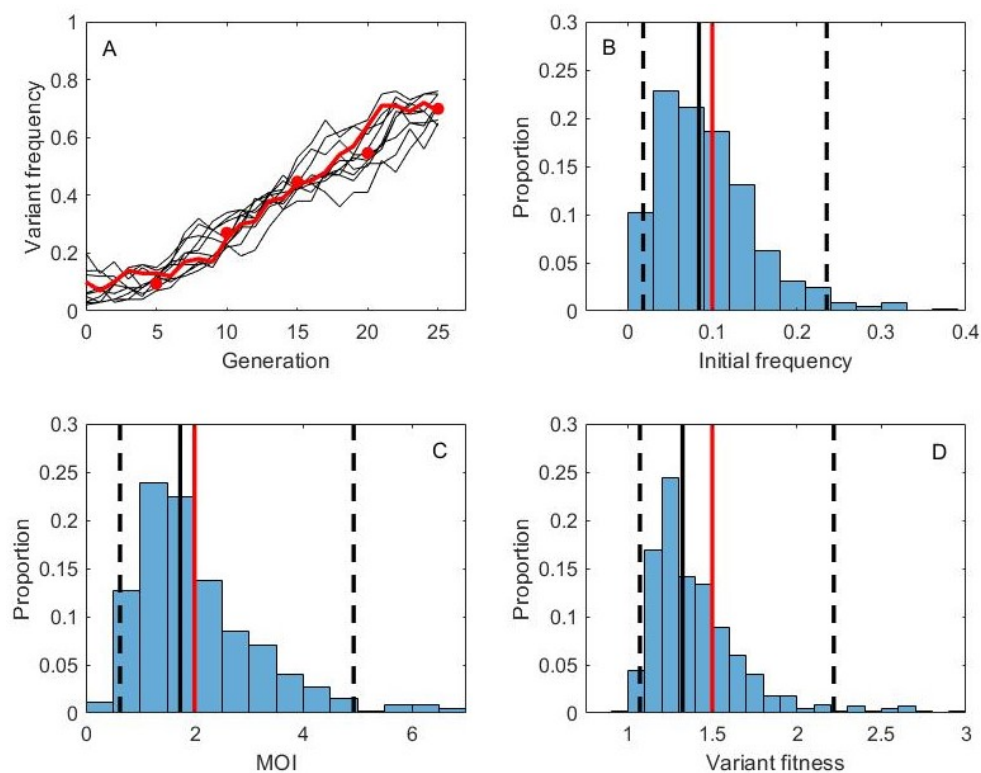 A
Variant frequency
1
0.8
0.6
0.4
0.2
0
0 5 10 15 20 25
Generation
B
Proportion
0.3
0.25
0.2
0.15
0.1
0.05
0
0 0.1 0.2 0.3 0.4
Initial frequency
C
Proportion
0.3
0.25
0.2
0.15
0.1
0.05
0
0 2 4 6
MOI
D
Proportion
0.3
0.25
0.2
0.15
0.1
0.05
0
1 1.5 2 2.5 3
Variant fitness